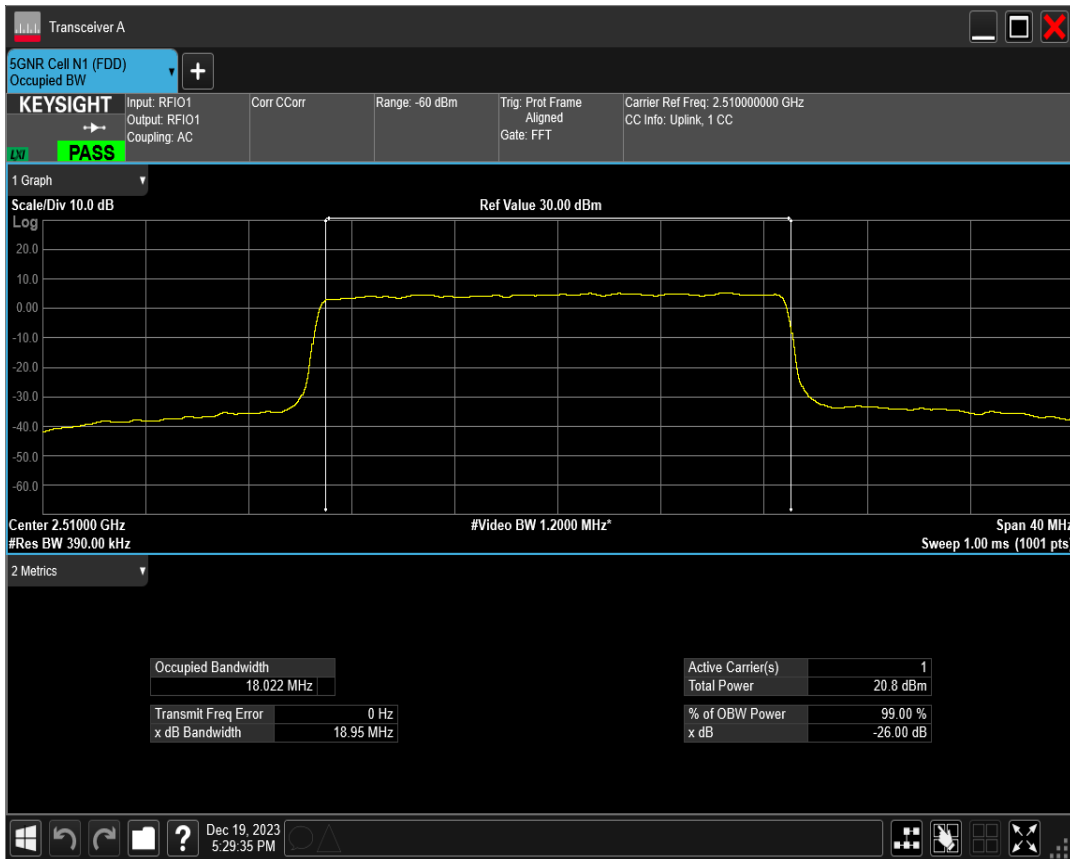 Transceiver A
5GNR Cell N1 (FDD)
Occupied BW
+
KEYSIGHT
LXI
PASS
Input: RFIO1
Output: RFIO1
Coupling: AC
Corr CCorr
Range: -60 dBm
Trig: Prot Frame
Aligned
Gate: FFT
Carrier Ref Freq: 2.510000000 GHz
CC Info: Uplink, 1 CC
1 Graph
Scale/Div 10.0 dB
Ref Value 30.00 dBm
Log
20.0
10.0
0.00
-10.0
-20.0
-30.0
-40.0
-50.0
-60.0
Center 2.51000 GHz
#Video BW 1.2000 MHz*
Span 40 MHz
#Res BW 390.00 kHz
Sweep 1.00 ms (1001 pts)
2 Metrics
Occupied Bandwidth
18.022 MHz
Transmit Freq Error 0 Hz
x dB Bandwidth 18.95 MHz
Active Carrier(s) 1
Total Power 20.8 dBm
% of OBW Power 99.00 %
x dB -26.00 dB
?
Dec 19, 2023
5:29:35 PM